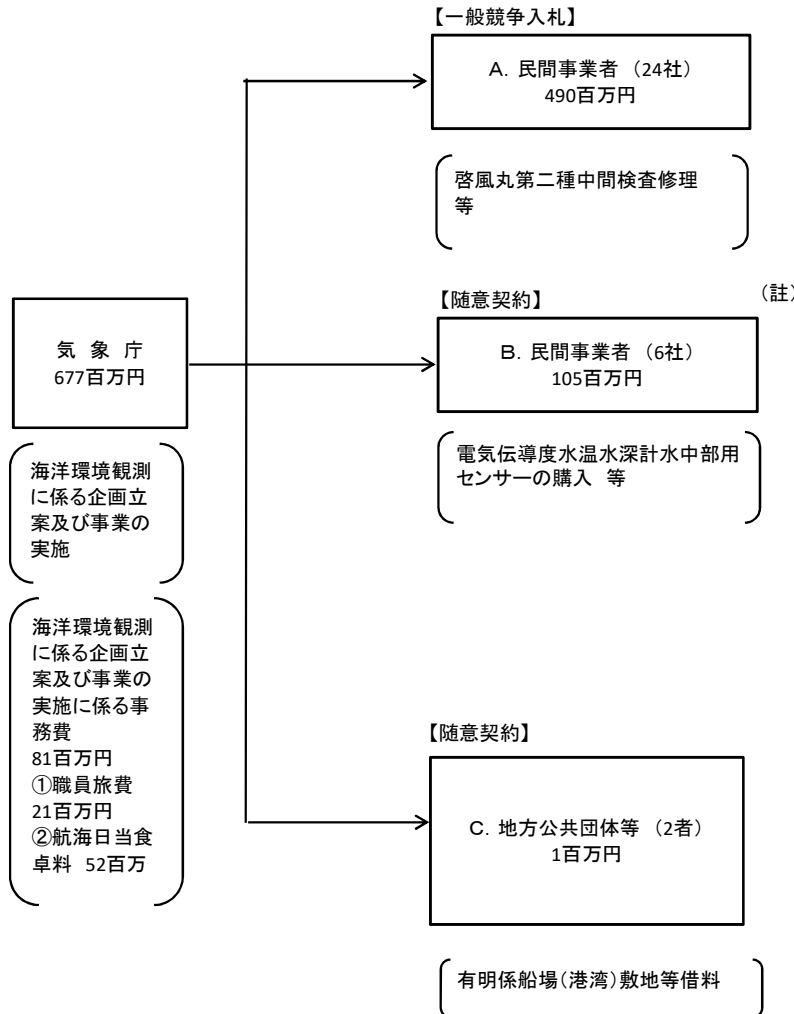 【一般競争入札】
A. 民間事業者 (24社)
490百万円
啓風丸第二種中間検査修理
等
気 象 庁
677百万円
海洋環境観測
に係る企画立
案及び事業の
実施
海洋環境観測
に係る企画立
案及び事業の
実施に係る事
務費
81百万円
①職員旅費
21百万円
②航海日当食
卓料 52百万
【随意契約】
(註)
B. 民間事業者 (6社)
105百万円
電気伝導度水温水深計水中部用
センサーの購入 等
【随意契約】
C. 地方公共団体等 (2者)
1百万円
有明係船場(港湾)敷地等借料